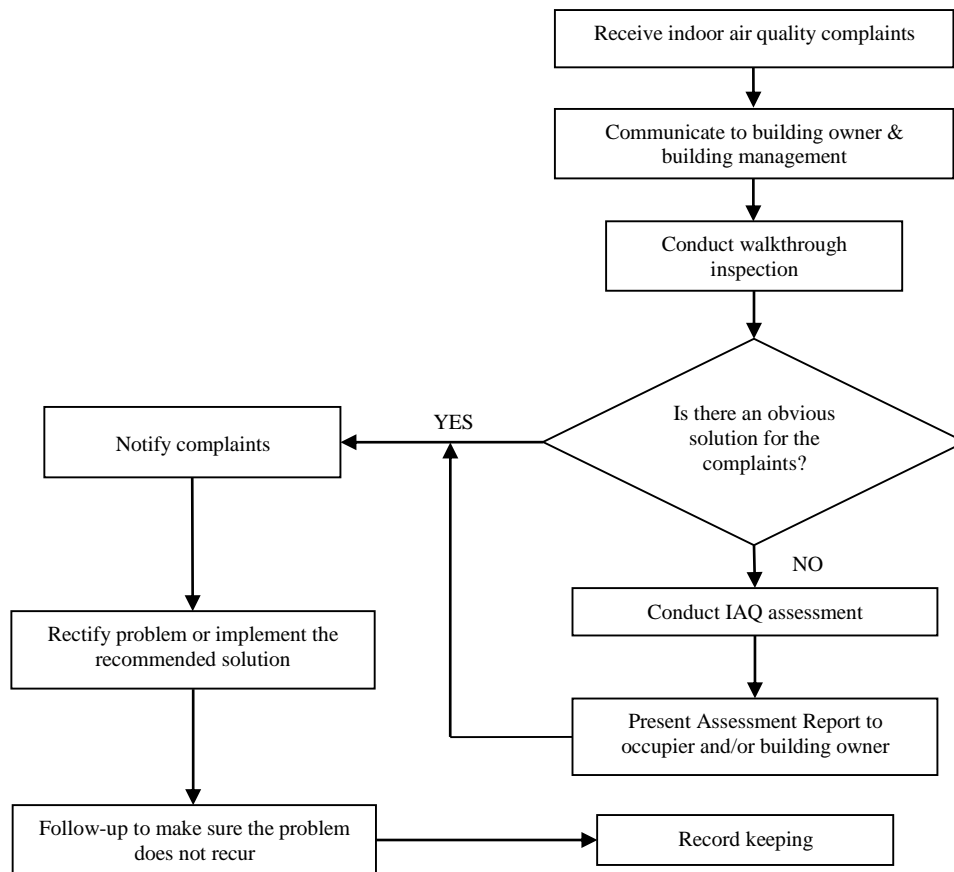 Receive indoor air quality complaints
Communicate to building owner &
building management
Conduct walkthrough
inspection
Is there an obvious
solution for the
complaints?
YES
Notify complaints
NO
Conduct IAQ assessment
Rectify problem or implement the
recommended solution
Present Assessment Report to
occupier and/or building owner
Follow-up to make sure the problem
does not recur
Record keeping